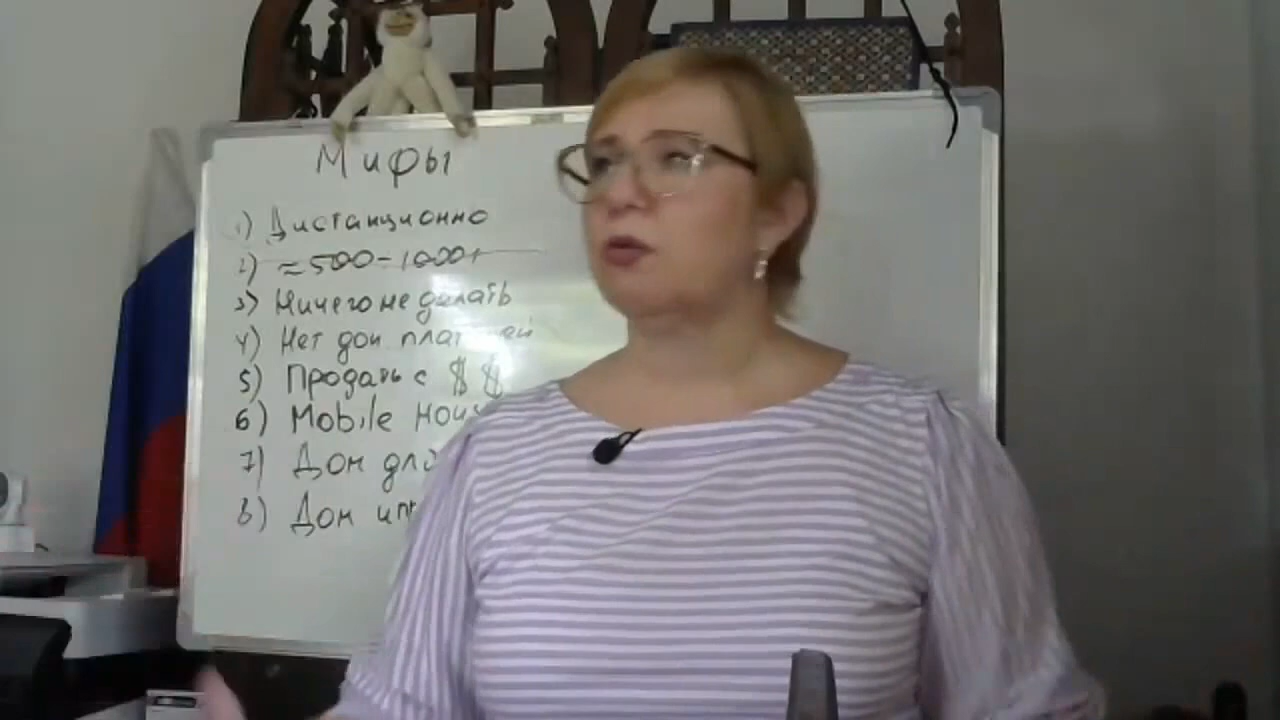 Мифы
1) Дистанционно
2) ≈500-1000+
3) Ничего не делать
4) Нет доп
5) Продать с $ $
6) Mobile
7) Дом для
8) Дом